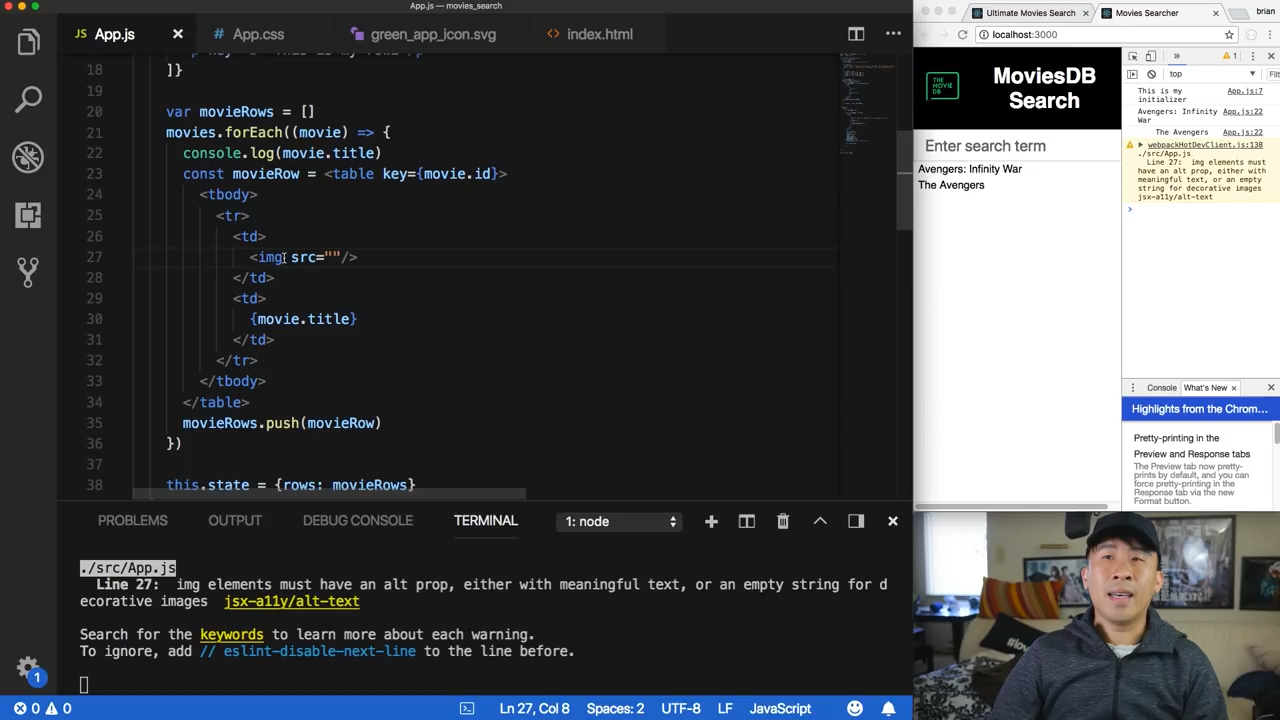 App.js — movies_search
JS App.js ×
# App.css
green_app_icon.svg
<> index.html
18 ]}
19
20 var movieRows = []
21 movies.forEach((movie) => {
22 console.log(movie.title)
23 const movieRow = <table key={movie.id}>
24 <tbody>
25 <tr>
26 <td>
27 <img src=""/>
28 </td>
29 <td>
30 {movie.title}
31 </td>
32 </tr>
33 </tbody>
34 </table>
35 movieRows.push(movieRow)
36 })
37
38 this.state = {rows: movieRows}
PROBLEMS OUTPUT DEBUG CONSOLE TERMINAL 1: node
./src/App.js
Line 27: img elements must have an alt prop, either with meaningful text, or an empty string for d
ecorative images jsx-a11y/alt-text
Search for the keywords to learn more about each warning.
To ignore, add // eslint-disable-next-line to the line before.
1
0 0 Ln 27, Col 8 Spaces: 2 UTF-8 LF JavaScript
Ultimate Movies Search × Movies Searcher × brian
localhost:3000
THE
MOVIE
DB
MoviesDB
Search
Enter search term
Avengers: Infinity War
The Avengers
» 1
top Filt
This is my App.js:7
initializer
Avengers: Infinity App.js:22
War
The Avengers App.js:22
webpackHotDevClient.js:138
./src/App.js
Line 27: img elements must
have an alt prop, either with
meaningful text, or an empty
string for decorative images
jsx-a11y/alt-text
Console What's New ×
Highlights from the Chrom...
Pretty-printing in the
Preview and Response tabs
The Preview tab now pretty-
prints by default, and you can
force pretty-printing in the
Response tab via the new
Format button.